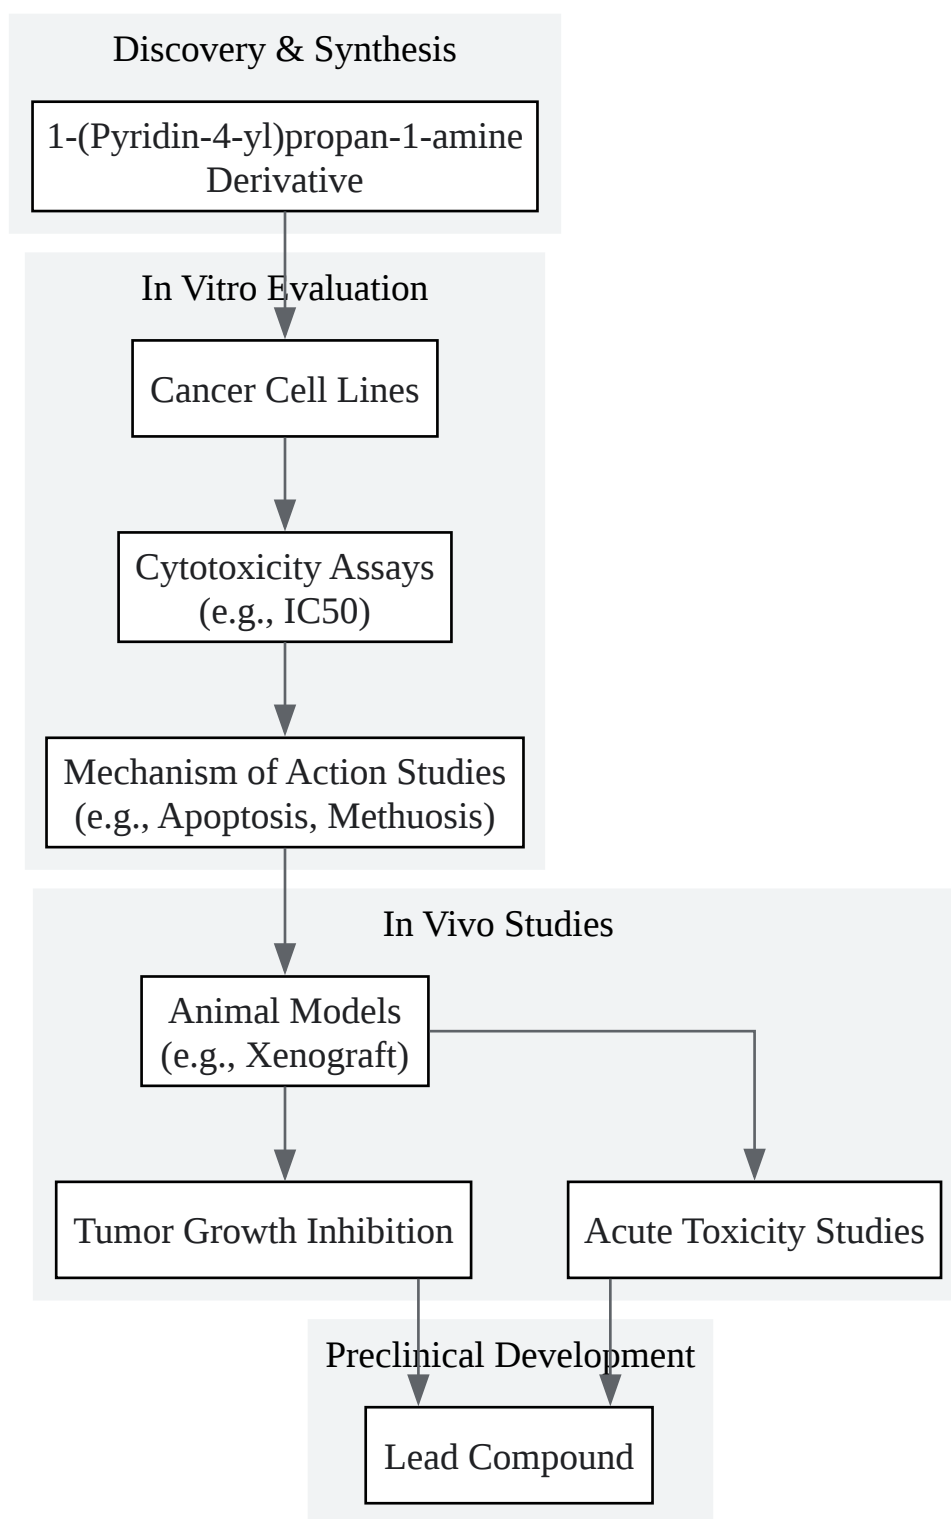 Discovery & Synthesis
1-(Pyridin-4-yl)propan-1-amine
Derivative
In Vitro Evaluation
Cancer Cell Lines
Cytotoxicity Assays
(e.g., IC50)
Mechanism of Action Studies
(e.g., Apoptosis, Methuosis)
In Vivo Studies
Animal Models
(e.g., Xenograft)
Tumor Growth Inhibition
Acute Toxicity Studies
Preclinical Development
Lead Compound